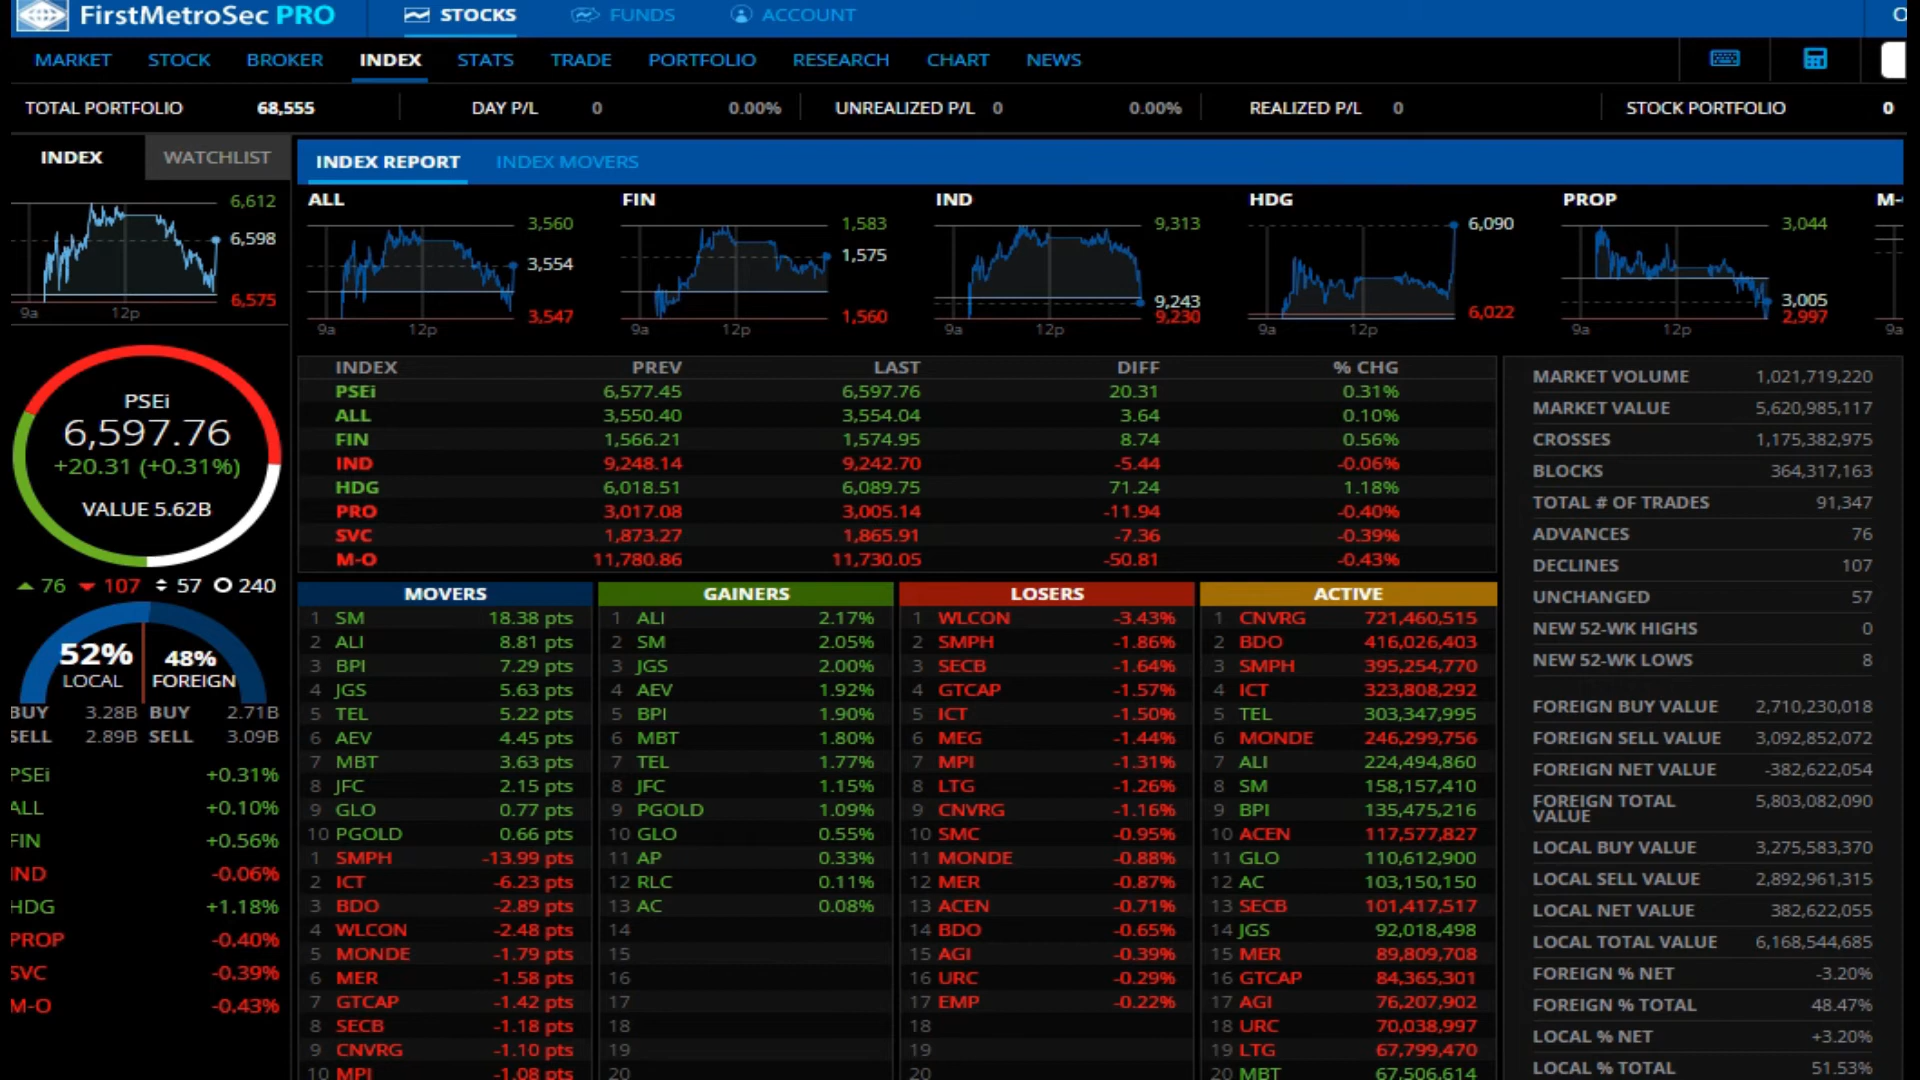 FirstMetroSec PRO STOCKS FUNDS ACCOUNT
MARKET STOCK BROKER INDEX STATS TRADE PORTFOLIO RESEARCH CHART NEWS
TOTAL PORTFOLIO 68,555 DAY P/L 0 0.00% UNREALIZED P/L 0 0.00% REALIZED P/L 0 STOCK PORTFOLIO 0
INDEX WATCHLIST
6,612
6,598
6,575
9a 12p
PSEi
6,597.76
+20.31 (+0.31%)
VALUE 5.62B
76 107 57 240
52% 48%
LOCAL FOREIGN
BUY 3.28B BUY 2.71B
SELL 2.89B SELL 3.09B
PSEi +0.31%
ALL +0.10%
FIN +0.56%
IND -0.06%
HDG +1.18%
PROP -0.40%
SVC -0.39%
M-O -0.43%
INDEX REPORT INDEX MOVERS
ALL FIN IND HDG PROP M-
3,560 1,583 9,313 6,090 3,044
3,554 1,575 9,243 3,005
3,547 1,560 9,230 6,022 2,997
9a 12p 9a 12p 9a 12p 9a 12p 9a 12p 9a
INDEX PREV LAST DIFF % CHG
PSEi 6,577.45 6,597.76 20.31 0.31%
ALL 3,550.40 3,554.04 3.64 0.10%
FIN 1,566.21 1,574.95 8.74 0.56%
IND 9,248.14 9,242.70 -5.44 -0.06%
HDG 6,018.51 6,089.75 71.24 1.18%
PRO 3,017.08 3,005.14 -11.94 -0.40%
SVC 1,873.27 1,865.91 -7.36 -0.39%
M-O 11,780.86 11,730.05 -50.81 -0.43%
MOVERS
1 SM 18.38 pts
2 ALI 8.81 pts
3 BPI 7.29 pts
4 JGS 5.63 pts
5 TEL 5.22 pts
6 AEV 4.45 pts
7 MBT 3.63 pts
8 JFC 2.15 pts
9 GLO 0.77 pts
10 PGOLD 0.66 pts
1 SMPH -13.99 pts
2 ICT -6.23 pts
3 BDO -2.89 pts
4 WLCON -2.48 pts
5 MONDE -1.79 pts
6 MER -1.58 pts
7 GTCAP -1.42 pts
8 SECB -1.18 pts
9 CNVRG -1.10 pts
10 MPI -1.08 pts
GAINERS
1 ALI 2.17%
2 SM 2.05%
3 JGS 2.00%
4 AEV 1.92%
5 BPI 1.90%
6 MBT 1.80%
7 TEL 1.77%
8 JFC 1.15%
9 PGOLD 1.09%
10 GLO 0.55%
11 AP 0.33%
12 RLC 0.11%
13 AC 0.08%
14
15
16
17
18
19
20
LOSERS
1 WLCON -3.43%
2 SMPH -1.86%
3 SECB -1.64%
4 GTCAP -1.57%
5 ICT -1.50%
6 MEG -1.44%
7 MPI -1.31%
8 LTG -1.26%
9 CNVRG -1.16%
10 SMC -0.95%
11 MONDE -0.88%
12 MER -0.87%
13 ACEN -0.71%
14 BDO -0.65%
15 AGI -0.39%
16 URC -0.29%
17 EMP -0.22%
18
19
20
ACTIVE
1 CNVRG 721,460,515
2 BDO 416,026,403
3 SMPH 395,254,770
4 ICT 323,808,292
5 TEL 303,347,995
6 MONDE 246,299,756
7 ALI 224,494,860
8 SM 158,157,410
9 BPI 135,475,216
10 ACEN 117,577,827
11 GLO 110,612,900
12 AC 103,150,150
13 SECB 101,417,517
14 JGS 92,018,498
15 MER 89,809,708
16 GTCAP 84,365,301
17 AGI 76,207,902
18 URC 70,038,997
19 LTG 67,799,470
20 MBT 67,506,614
MARKET VOLUME 1,021,719,220
MARKET VALUE 5,620,985,117
CROSSES 1,175,382,975
BLOCKS 364,317,163
TOTAL # OF TRADES 91,347
ADVANCES 76
DECLINES 107
UNCHANGED 57
NEW 52-WK HIGHS 0
NEW 52-WK LOWS 8
FOREIGN BUY VALUE 2,710,230,018
FOREIGN SELL VALUE 3,092,852,072
FOREIGN NET VALUE -382,622,054
FOREIGN TOTAL 5,803,082,090
VALUE
LOCAL BUY VALUE 3,275,583,370
LOCAL SELL VALUE 2,892,961,315
LOCAL NET VALUE 382,622,055
LOCAL TOTAL VALUE 6,168,544,685
FOREIGN % NET -3.20%
FOREIGN % TOTAL 48.47%
LOCAL % NET +3.20%
LOCAL % TOTAL 51.53%